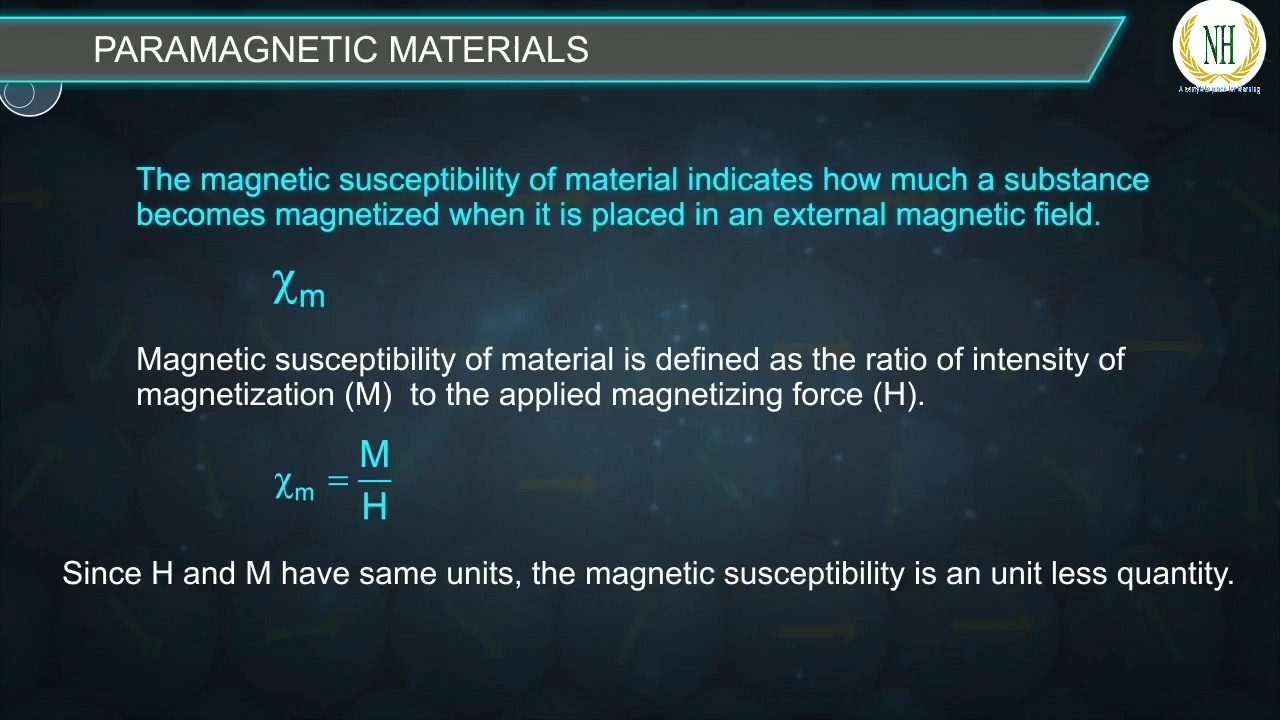 PARAMAGNETIC MATERIALS
NH
The magnetic susceptibility of material indicates how much a substance
becomes magnetized when it is placed in an external magnetic field.
χm
Magnetic susceptibility of material is defined as the ratio of intensity of
magnetization (M) to the applied magnetizing force (H).
χm = M/H
Since H and M have same units, the magnetic susceptibility is an unit less quantity.